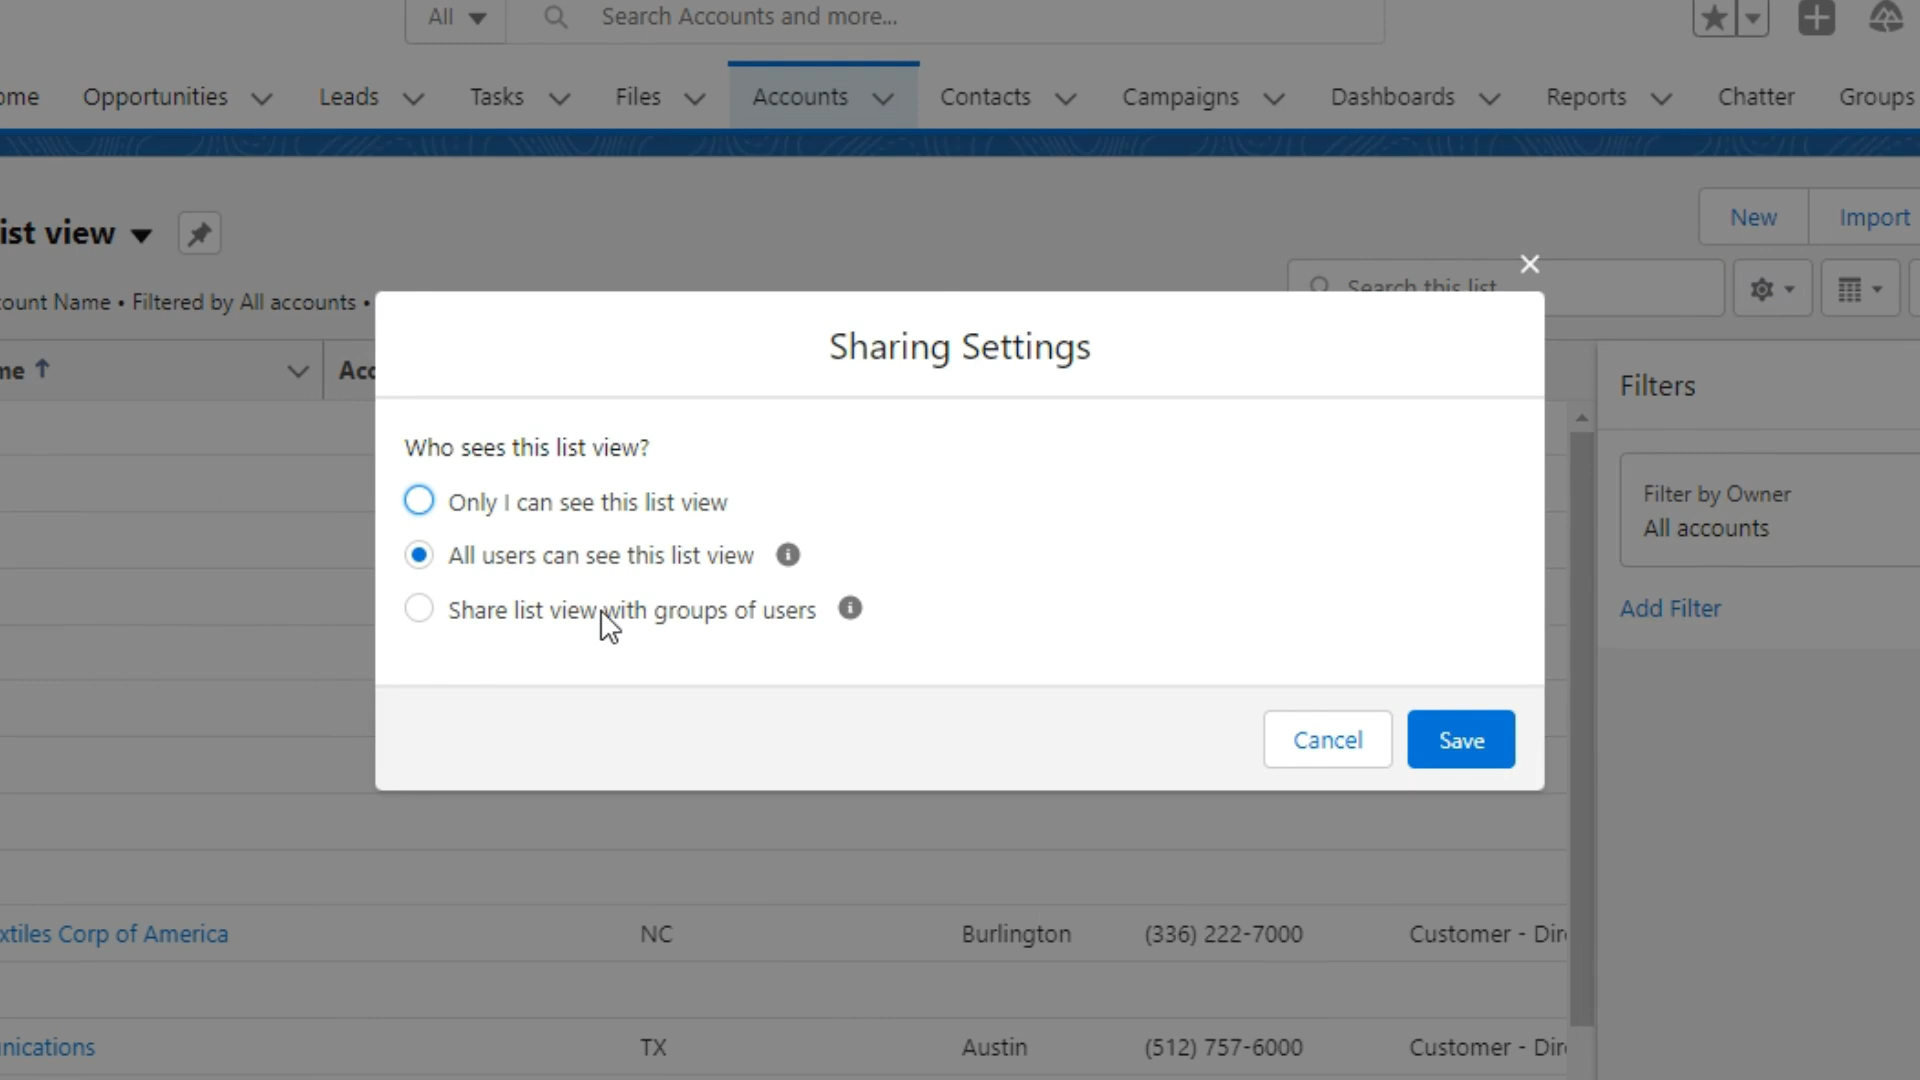 All Search Accounts and more...
ome Opportunities Leads Tasks Files Accounts Contacts Campaigns Dashboards Reports Chatter Groups
ist view
New Import
Search this list...
ount Name • Filtered by All accounts •
me ↑ Acc
Sharing Settings
Who sees this list view?
Only I can see this list view
All users can see this list view
Share list view with groups of users
Cancel Save
Filters
Filter by Owner
All accounts
Add Filter
xtiles Corp of America NC Burlington (336) 222-7000 Customer - Dir
nications TX Austin (512) 757-6000 Customer - Dir